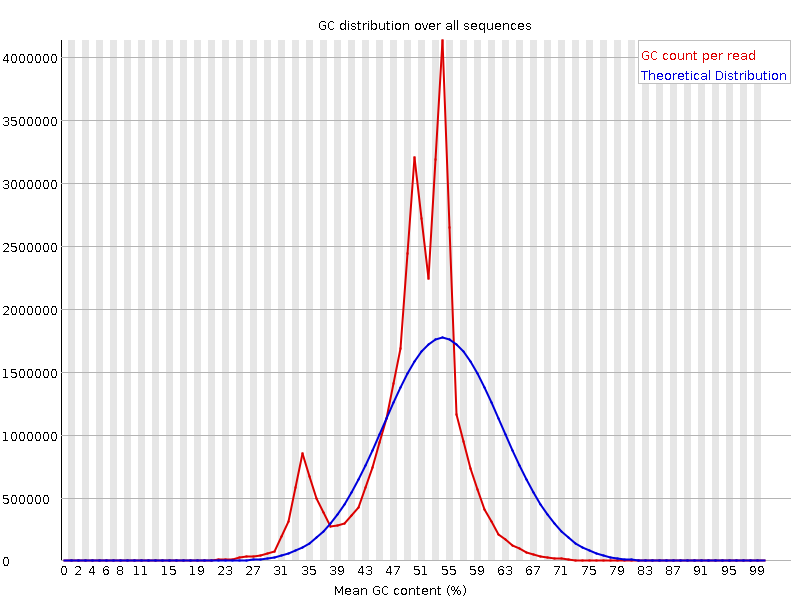 GC distribution over all sequences
GC count per read
Theoretical Distribution
4000000
3500000
3000000
2500000
2000000
1500000
1000000
500000
0
0 2 4 6 8 11 15 19 23 27 31 35 39 43 47 51 55 59 63 67 71 75 79 83 87 91 95 99
Mean GC content (%)